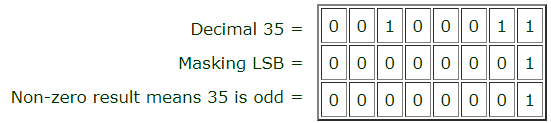 Decimal 35 = 0 0 1 0 0 0 1 1
Masking LSB = 0 0 0 0 0 0 0 1
Non-zero result means 35 is odd = 0 0 0 0 0 0 0 1